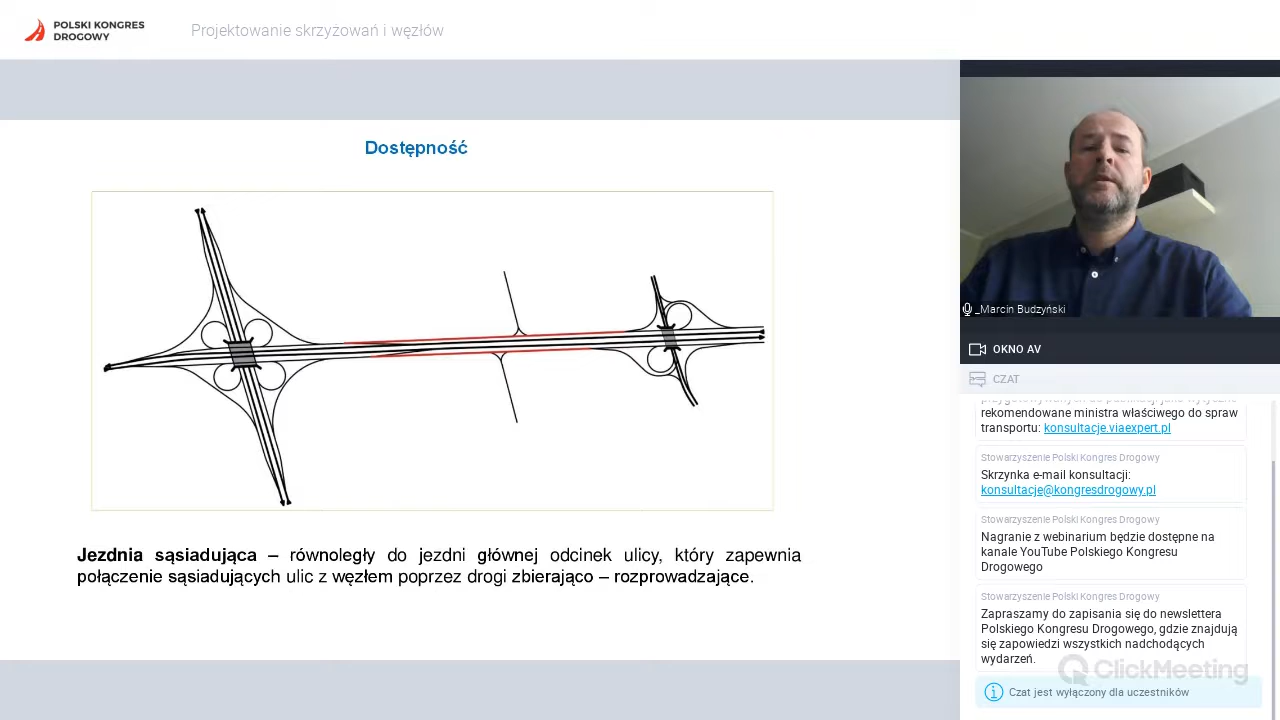 POLSKI KONGRES
DROGOWY
Projektowanie skrzyżowań i węzłów
Dostępność
Jezdnia sąsiadująca – równoległy do jezdni głównej odcinek ulicy, który zapewnia
połączenie sąsiadujących ulic z węzłem poprzez drogi zbierająco – rozprowadzające.
_Marcin Budzyński
OKNO AV
CZAT
rekomendowane ministra właściwego do spraw
transportu: konsultacje.viaexpert.pl
Stowarzyszenie Polski Kongres Drogowy
Skrzynka e-mail konsultacji:
konsultacje@kongresdrogowy.pl
Stowarzyszenie Polski Kongres Drogowy
Nagranie z webinarium będzie dostępne na
kanale YouTube Polskiego Kongresu
Drogowego
Stowarzyszenie Polski Kongres Drogowy
Zapraszamy do zapisania się do newslettera
Polskiego Kongresu Drogowego, gdzie znajdują
się zapowiedzi wszystkich nadchodzących
wydarzeń.
ClickMeeting
Czat jest wyłączony dla uczestników